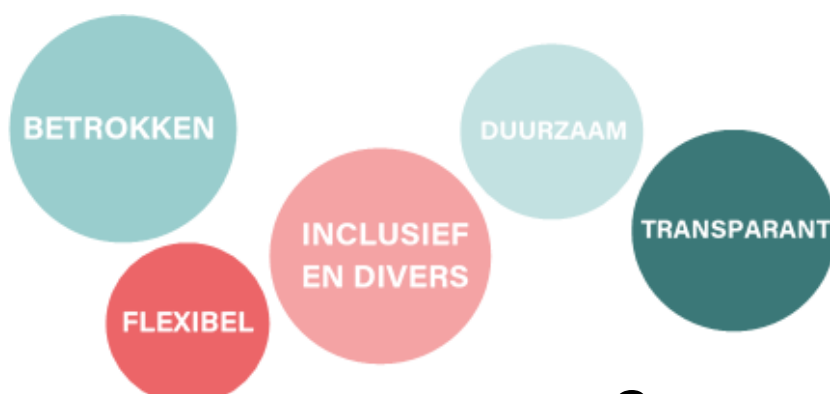 BETROKKEN
DUURZAAM
TRANSPARANT
INCLUSIEF
EN DIVERS
FLEXIBEL